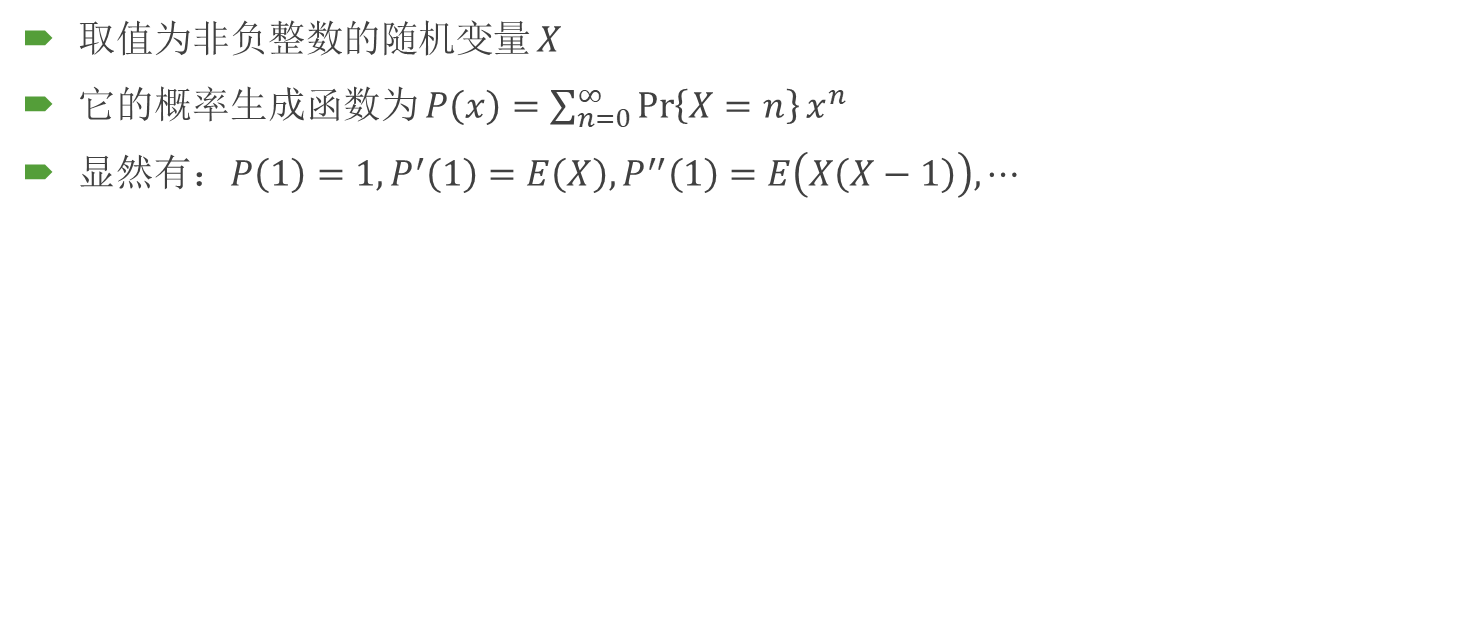 取值为非负整数的随机变量 X
它的概率生成函数为 P(x) = ∑_{n=0}^{∞} Pr{X = n} x^n
显然有：P(1) = 1, P′(1) = E(X), P′′(1) = E(X(X − 1)), ⋯